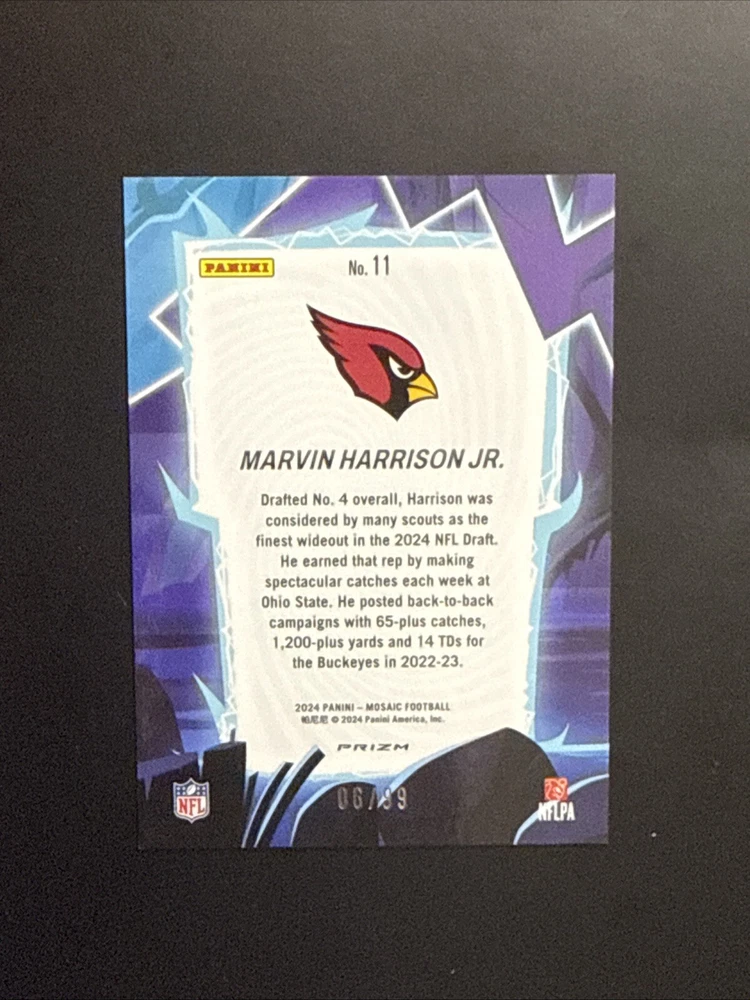 PANINI
No. 11
MARVIN HARRISON JR.
Drafted No. 4 overall, Harrison was
considered by many scouts as the
finest wideout in the 2024 NFL Draft.
He earned that rep by making
spectacular catches each week at
Ohio State. He posted back-to-back
campaigns with 65-plus catches,
1,200-plus yards and 14 TDs for
the Buckeyes in 2022-23.
2024 PANINI – MOSAIC FOOTBALL
帕尼尼 © 2024 Panini America, Inc.
PRIZM
06/99
NFL
NFLPA